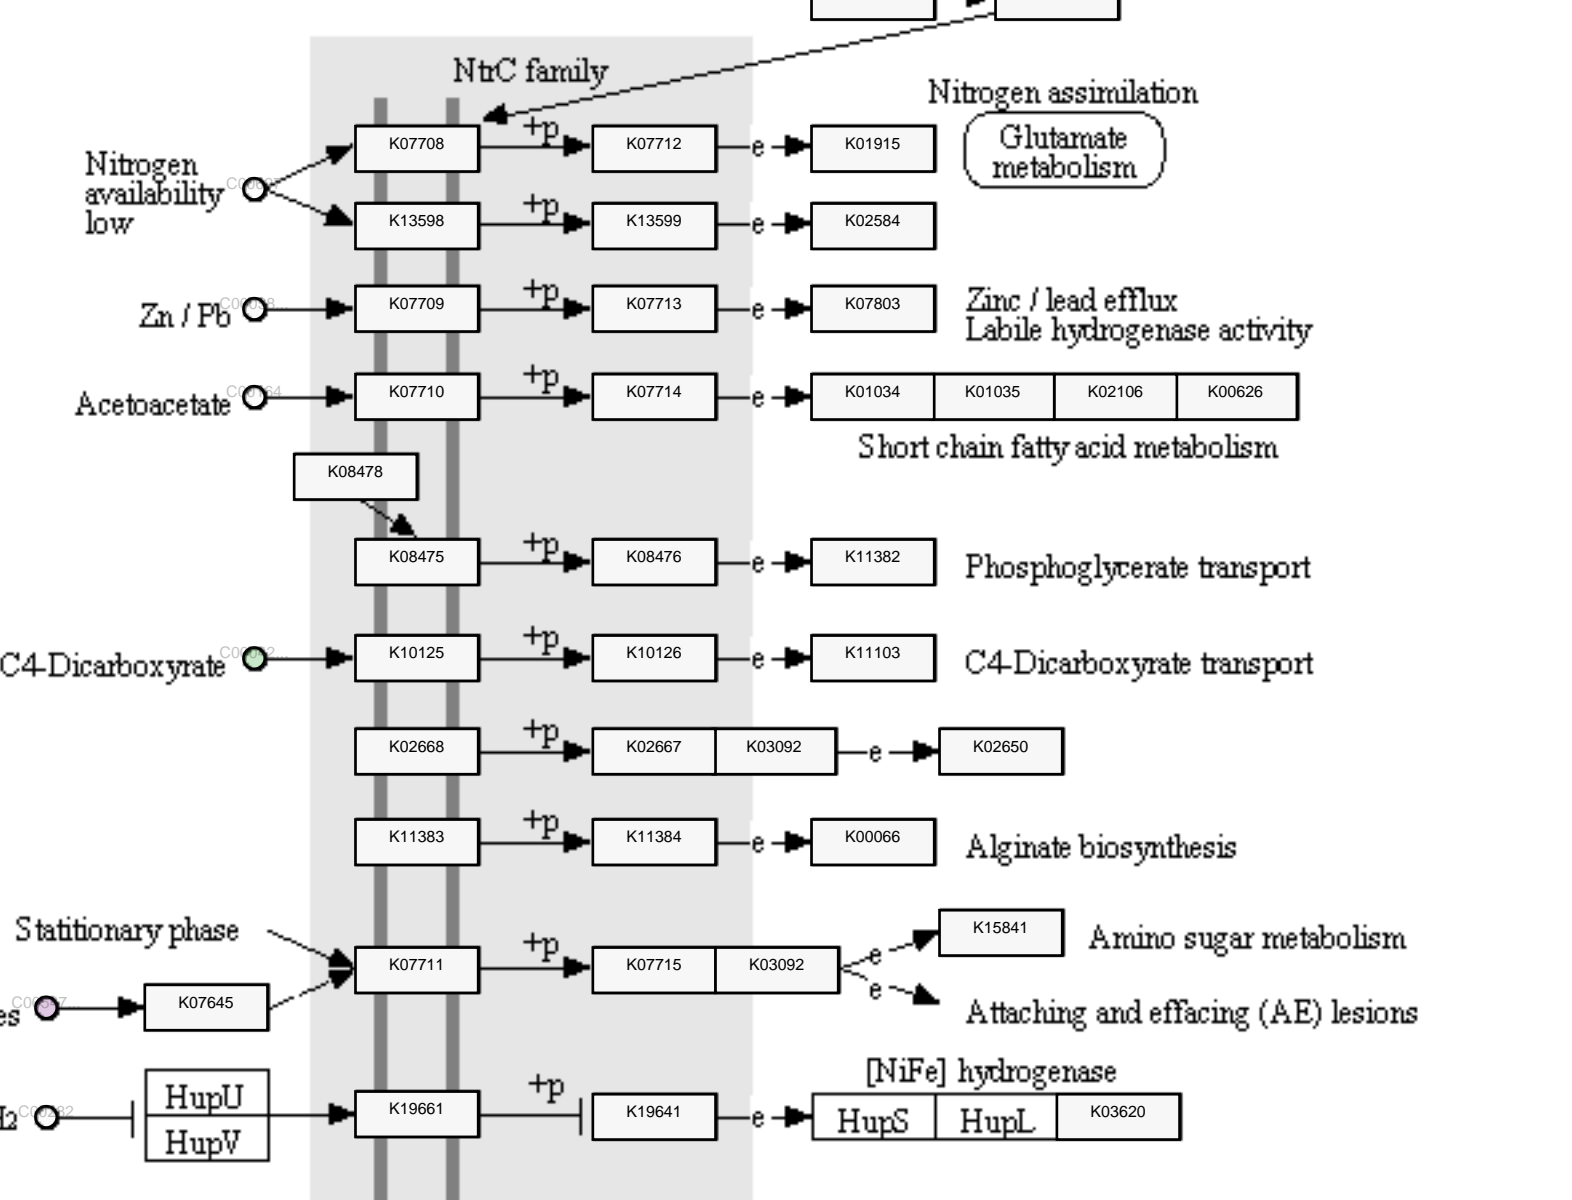 NtrC family
Nitrogen assimilation
+p
K07708
K07712
e
K01915
Glutamate
metabolism
Nitrogen
availability
low
+p
K13598
K13599
e
K02584
Zn / Pb
+p
K07709
K07713
e
K07803
Zinc / lead efflux
Labile hydrogenase activity
Acetoacetate
+p
K07710
K07714
e
K01034
K01035
K02106
K00626
Short chain fatty acid metabolism
K08478
+p
K08475
K08476
e
K11382
Phosphoglycerate transport
C4-Dicarboxyrate
+p
K10125
K10126
e
K11103
C4-Dicarboxyrate transport
+p
K02668
K02667
K03092
e
K02650
+p
K11383
K11384
e
K00066
Alginate biosynthesis
Statitionary phase
+p
K07711
K07715
K03092
e
e
K15841
Amino sugar metabolism
es
K07645
Attaching and effacing (AE) lesions
[NiFe] hydrogenase
HupU
HupV
+p
K19661
K19641
e
HupS
HupL
K03620